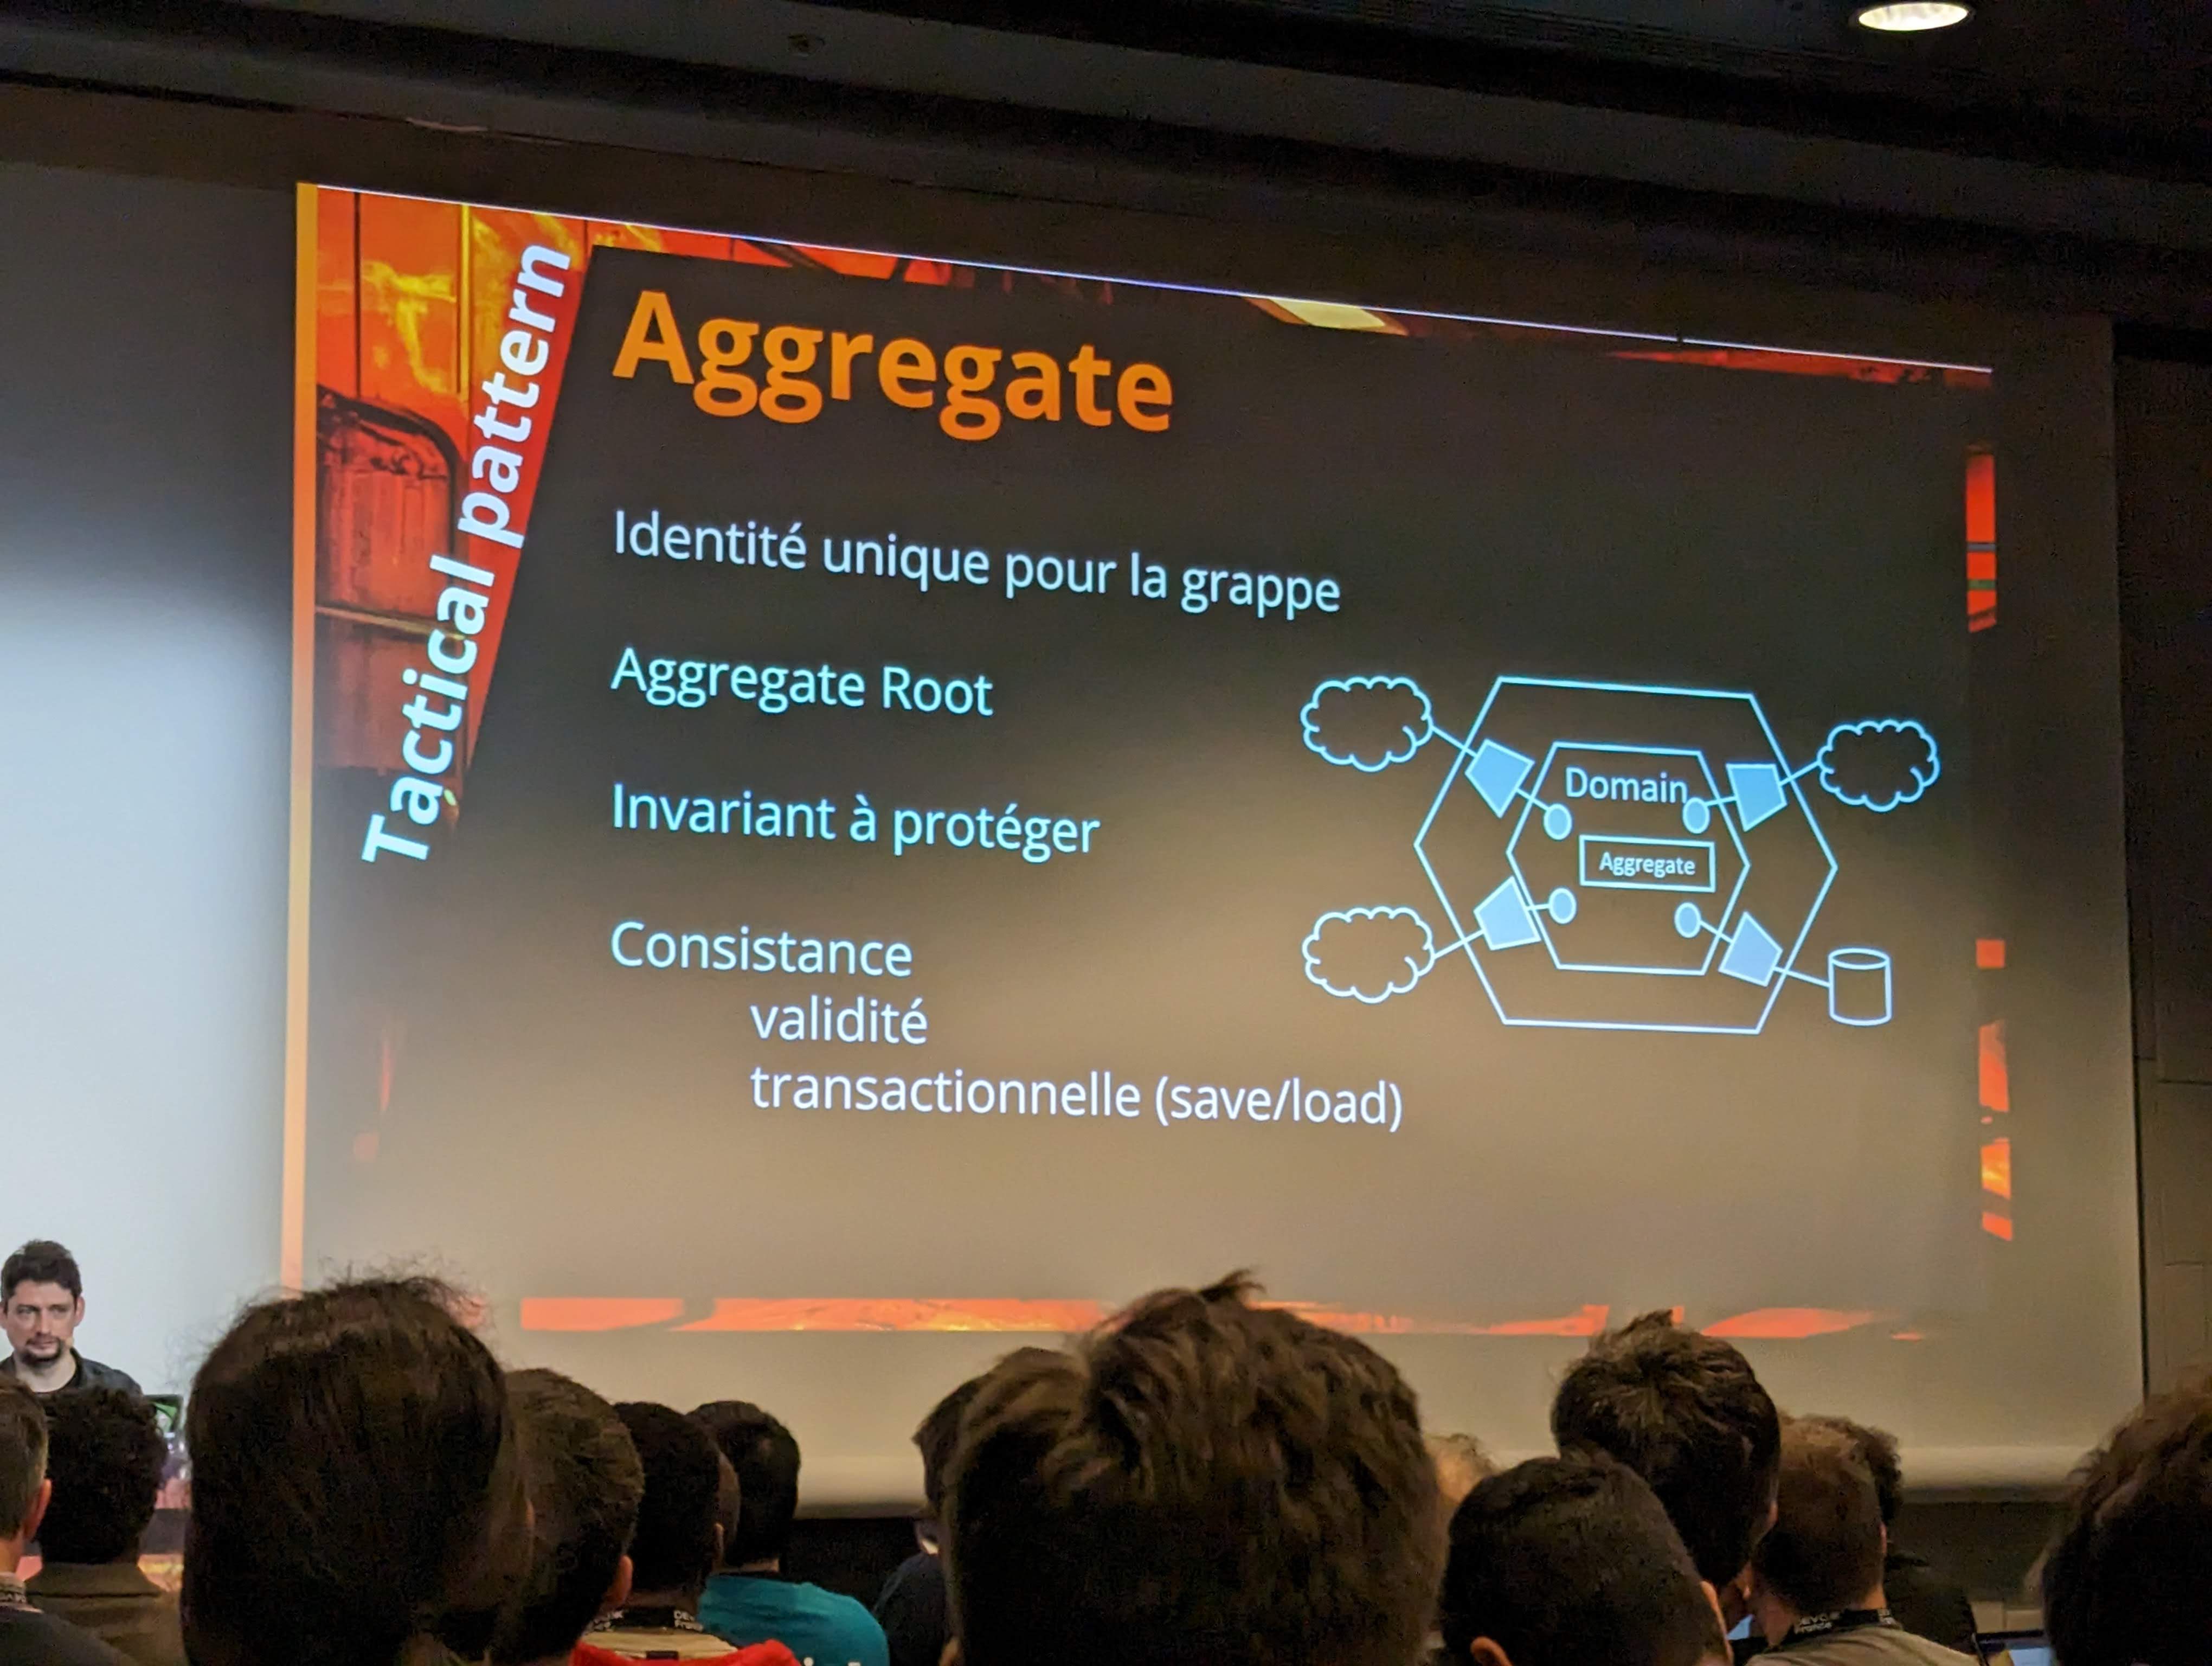 Tactical pattern
Aggregate
Identité unique pour la grappe
Aggregate Root
Invariant à protéger
Consistance
validité
transactionnelle (save/load)
Domain
Aggregate
France